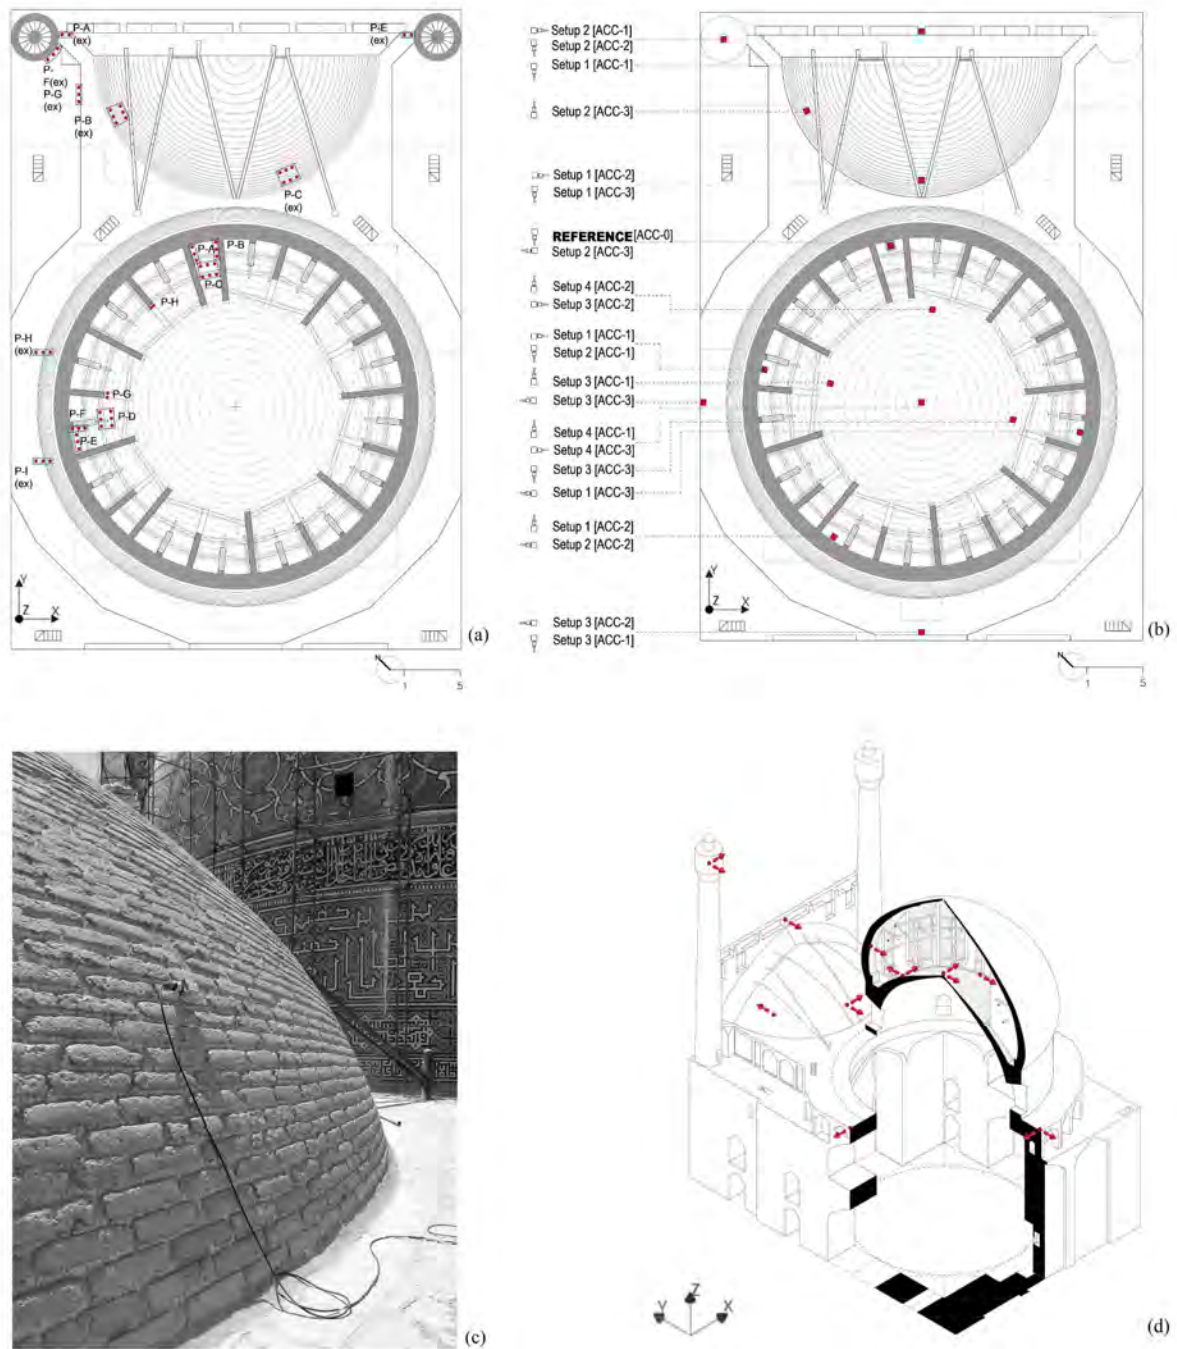 P-A
(ex)
P-E
(ex)
P-
F(ex)
P-G
(ex)
P-B
(ex)
P-C
(ex)
P-A
P-B
P-C
P-H
P-H
(ex)
P-G
P-F
P-D
P-E
P-I
(ex)
Y
Z
X
(a)
N
1
5
Setup 2 [ACC-1]
Setup 2 [ACC-2]
Setup 1 [ACC-1]
Setup 2 [ACC-3]
Setup 1 [ACC-2]
Setup 1 [ACC-3]
REFERENCE[ACC-0]
Setup 2 [ACC-3]
Setup 4 [ACC-2]
Setup 3 [ACC-2]
Setup 1 [ACC-1]
Setup 2 [ACC-1]
Setup 3 [ACC-1]
Setup 3 [ACC-3]
Setup 4 [ACC-1]
Setup 4 [ACC-3]
Setup 3 [ACC-3]
Setup 1 [ACC-3]
Setup 1 [ACC-2]
Setup 2 [ACC-2]
Setup 3 [ACC-2]
Setup 3 [ACC-1]
Y
Z
X
(b)
N
1
5
(c)
Z
Y
X
(d)